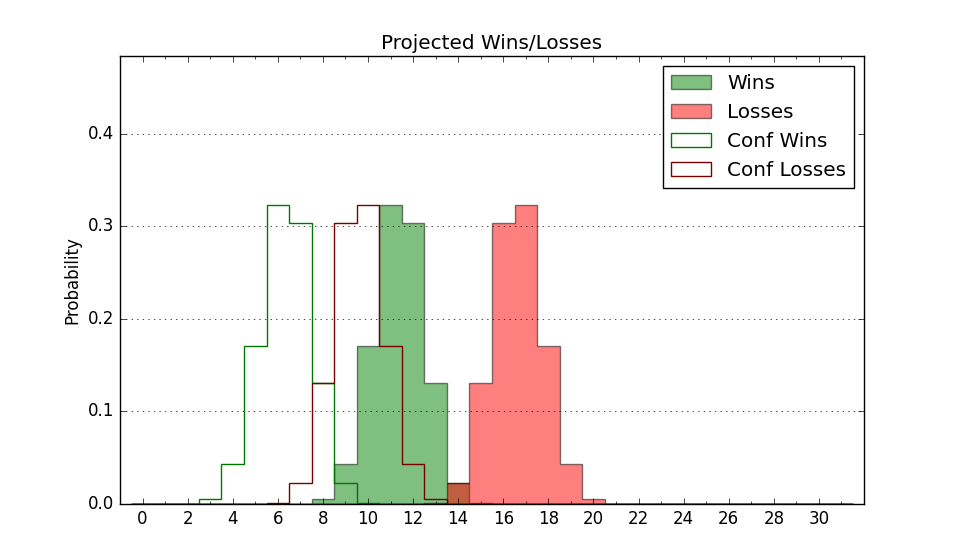 Projected Wins/Losses
Wins
Losses
Conf Wins
Conf Losses
Probability
0.4
0.3
0.2
0.1
0.0
0 2 4 6 8 10 12 14 16 18 20 22 24 26 28 30